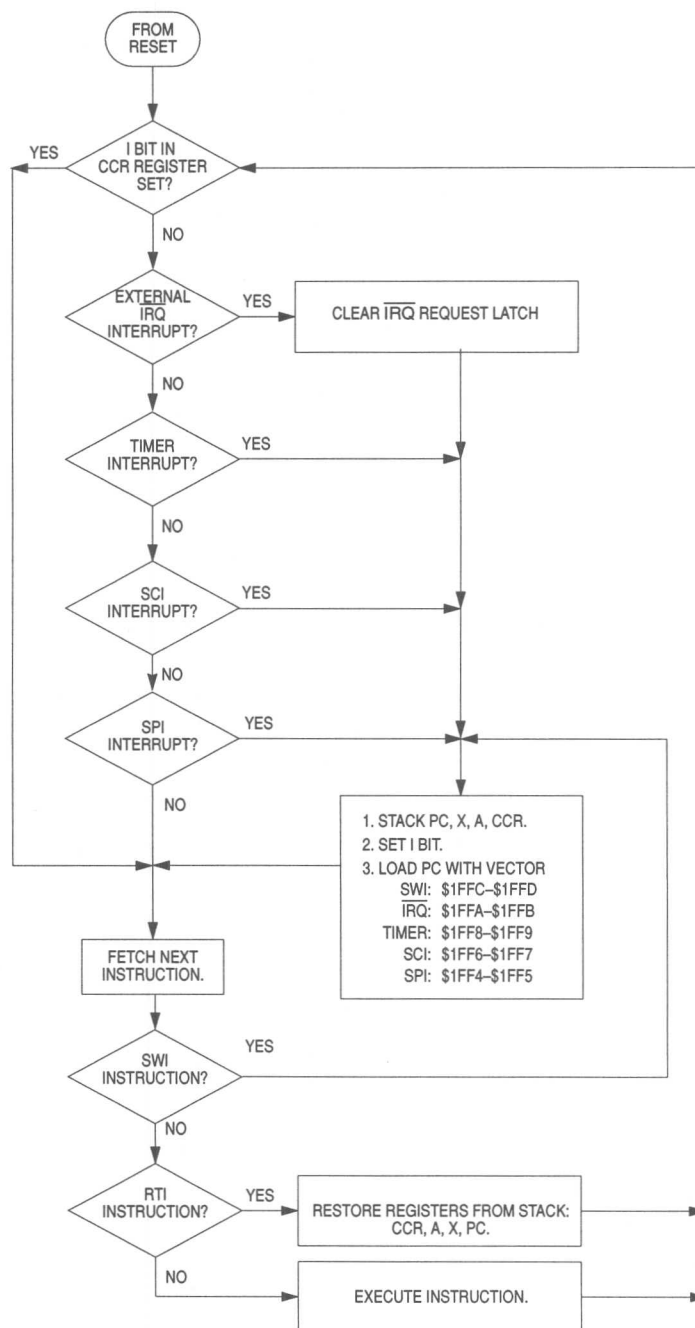 FROM
RESET
I BIT IN
CCR REGISTER
SET?
YES
NO
EXTERNAL
IRQ
INTERRUPT?
YES
CLEAR IRQ REQUEST LATCH
NO
TIMER
INTERRUPT?
YES
NO
SCI
INTERRUPT?
YES
NO
SPI
INTERRUPT?
YES
NO
1. STACK PC, X, A, CCR.
2. SET I BIT.
3. LOAD PC WITH VECTOR
SWI: $1FFC–$1FFD
IRQ: $1FFA–$1FFB
TIMER: $1FF8–$1FF9
SCI: $1FF6–$1FF7
SPI: $1FF4–$1FF5
FETCH NEXT
INSTRUCTION.
SWI
INSTRUCTION?
YES
NO
RTI
INSTRUCTION?
YES
RESTORE REGISTERS FROM STACK:
CCR, A, X, PC.
NO
EXECUTE INSTRUCTION.